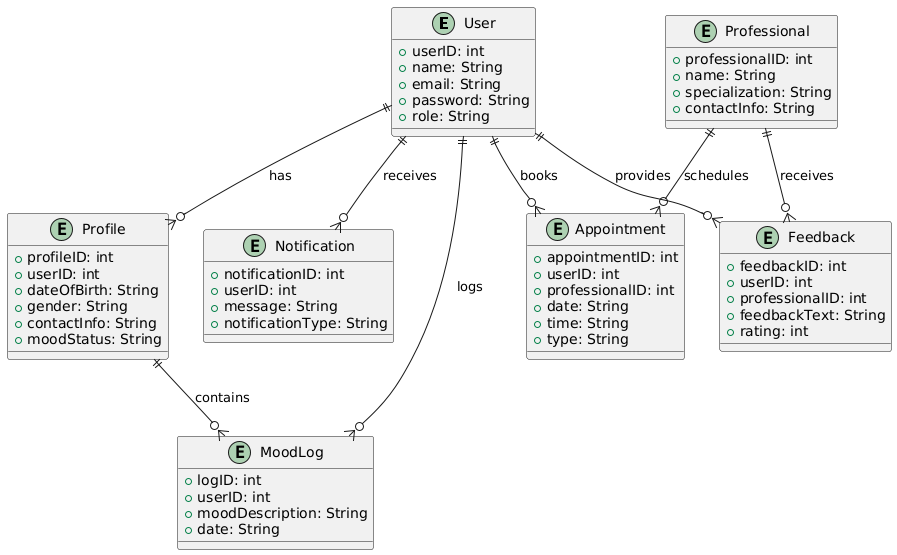 E User
userID: int
name: String
email: String
password: String
role: String
E Professional
professionalID: int
name: String
specialization: String
contactInfo: String
has
receives
books
provides
schedules
receives
E Profile
profileID: int
userID: int
dateOfBirth: String
gender: String
contactInfo: String
moodStatus: String
E Notification
notificationID: int
userID: int
message: String
notificationType: String
logs
E Appointment
appointmentID: int
userID: int
professionalID: int
date: String
time: String
type: String
E Feedback
feedbackID: int
userID: int
professionalID: int
feedbackText: String
rating: int
contains
E MoodLog
logID: int
userID: int
moodDescription: String
date: String